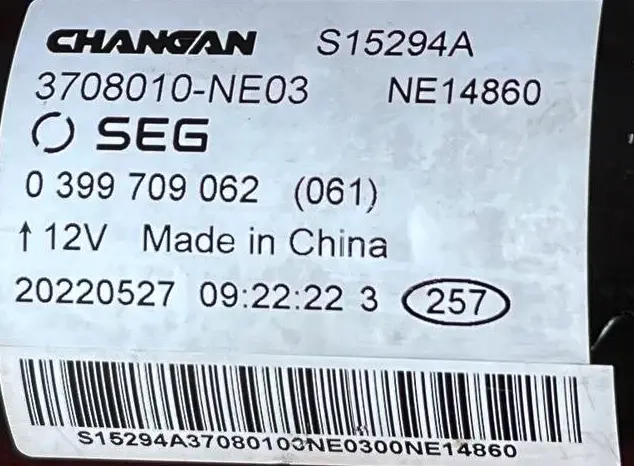 CHANGAN S15294A
3708010-NE03 NE14860
SEG
0 399 709 062 (061)
↑ 12V Made in China
20220527 09:22:22 3 257
S15294A37080103NE0300NE14860